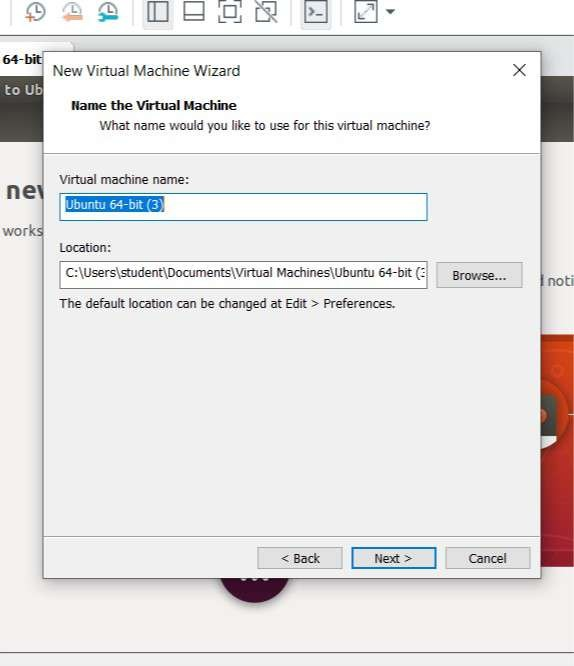 64-bit
New Virtual Machine Wizard
to Ub
Name the Virtual Machine
What name would you like to use for this virtual machine?
Virtual machine name:
new
Ubuntu 64-bit (3)
works
Location:
C:\Users\student\Documents\Virtual Machines\Ubuntu 64-bit (3
Browse...
d noti
The default location can be changed at Edit > Preferences.
< Back
Next >
Cancel